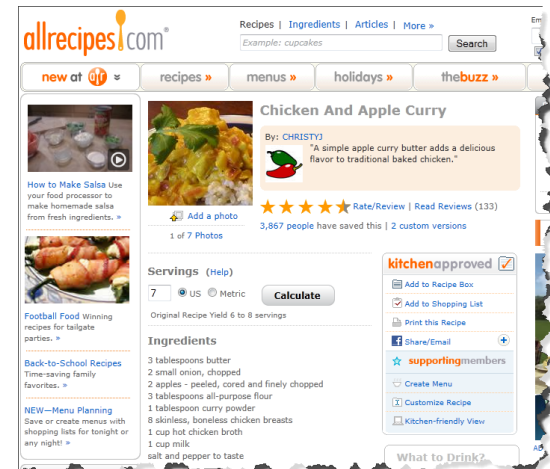 allrecipes.com®
Recipes | Ingredients | Articles | More »
Em
Example: cupcakes
Search
new at ar
recipes »
menus »
holidays »
thebuzz »
How to Make Salsa Use
your food processor to
make homemade salsa
from fresh ingredients. »
Football Food Winning
recipes for tailgate
parties. »
Back-to-School Recipes
Time-saving family
favorites. »
NEW—Menu Planning
Save or create menus with
shopping lists for tonight or
any night! »
Add a photo
1 of 7 Photos
Chicken And Apple Curry
By: CHRISTYJ
"A simple apple curry butter adds a delicious
flavor to traditional baked chicken."
Rate/Review | Read Reviews (133)
3,867 people have saved this | 2 custom versions
Servings (Help)
7 US Metric Calculate
Original Recipe Yield 6 to 8 servings
Ingredients
3 tablespoons butter
2 small onion, chopped
2 apples - peeled, cored and finely chopped
3 tablespoons all-purpose flour
1 tablespoon curry powder
8 skinless, boneless chicken breasts
1 cup hot chicken broth
1 cup milk
salt and pepper to taste
kitchenapproved
Add to Recipe Box
Add to Shopping List
Print this Recipe
Share/Email
supportingmembers
Create Menu
Customize Recipe
Kitchen-friendly View
What to Drink?